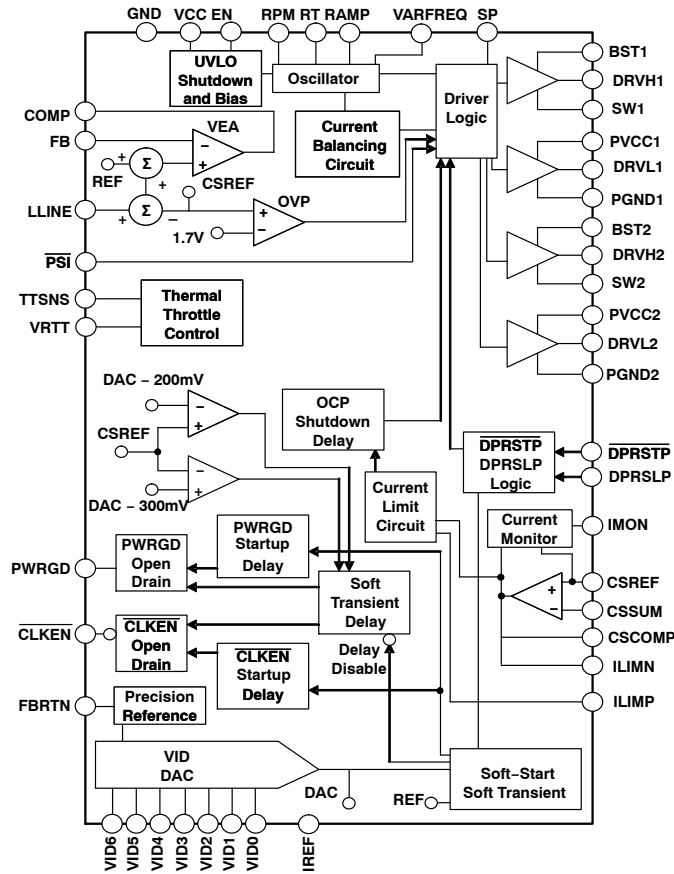 GND
VCC EN
RPM RT RAMP
VARFREQ
SP
UVLO
Shutdown
and Bias
Oscillator
Driver
Logic
Current
Balancing
Circuit
BST1
DRVH1
SW1
PVCC1
DRVL1
PGND1
BST2
DRVH2
SW2
PVCC2
DRVL2
PGND2
COMP
FB
VEA
−
+
REF
+
Σ
+
LLINE
+
Σ
−
CSREF
OVP
+
−
1.7V
PSI
TTSNS
VRTT
Thermal
Throttle
Control
DAC − 200mV
−
+
CSREF
−
+
DAC − 300mV
OCP
Shutdown
Delay
Current
Limit
Circuit
DPRSTP
DPRSLP
Logic
DPRSTP
DPRSLP
Current
Monitor
IMON
CSREF
+
−
CSSUM
CSCOMP
ILIMN
ILIMP
PWRGD
PWRGD
Open
Drain
PWRGD
Startup
Delay
Soft
Transient
Delay
CLKEN
CLKEN
Open
Drain
CLKEN
Startup
Delay
Delay
Disable
FBRTN
Precision
Reference
VID
DAC
DAC
REF
Soft−Start
Soft Transient
VID6
VID5
VID4
VID3
VID2
VID1
VID0
IREF